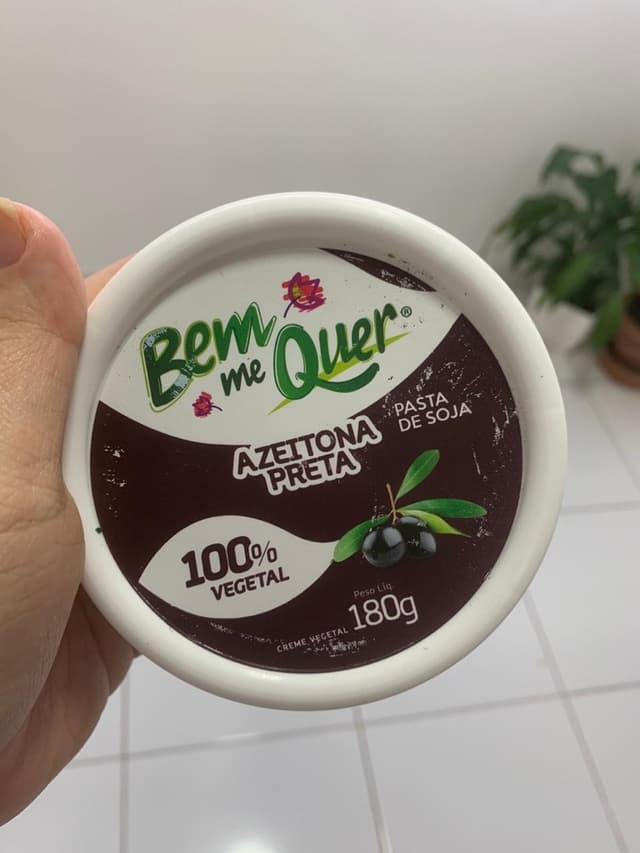 Bem me Quer®
PASTA
DE SOJA
AZEITONA
PRETA
100%
VEGETAL
Peso Líq.
180g
CREME VEGETAL